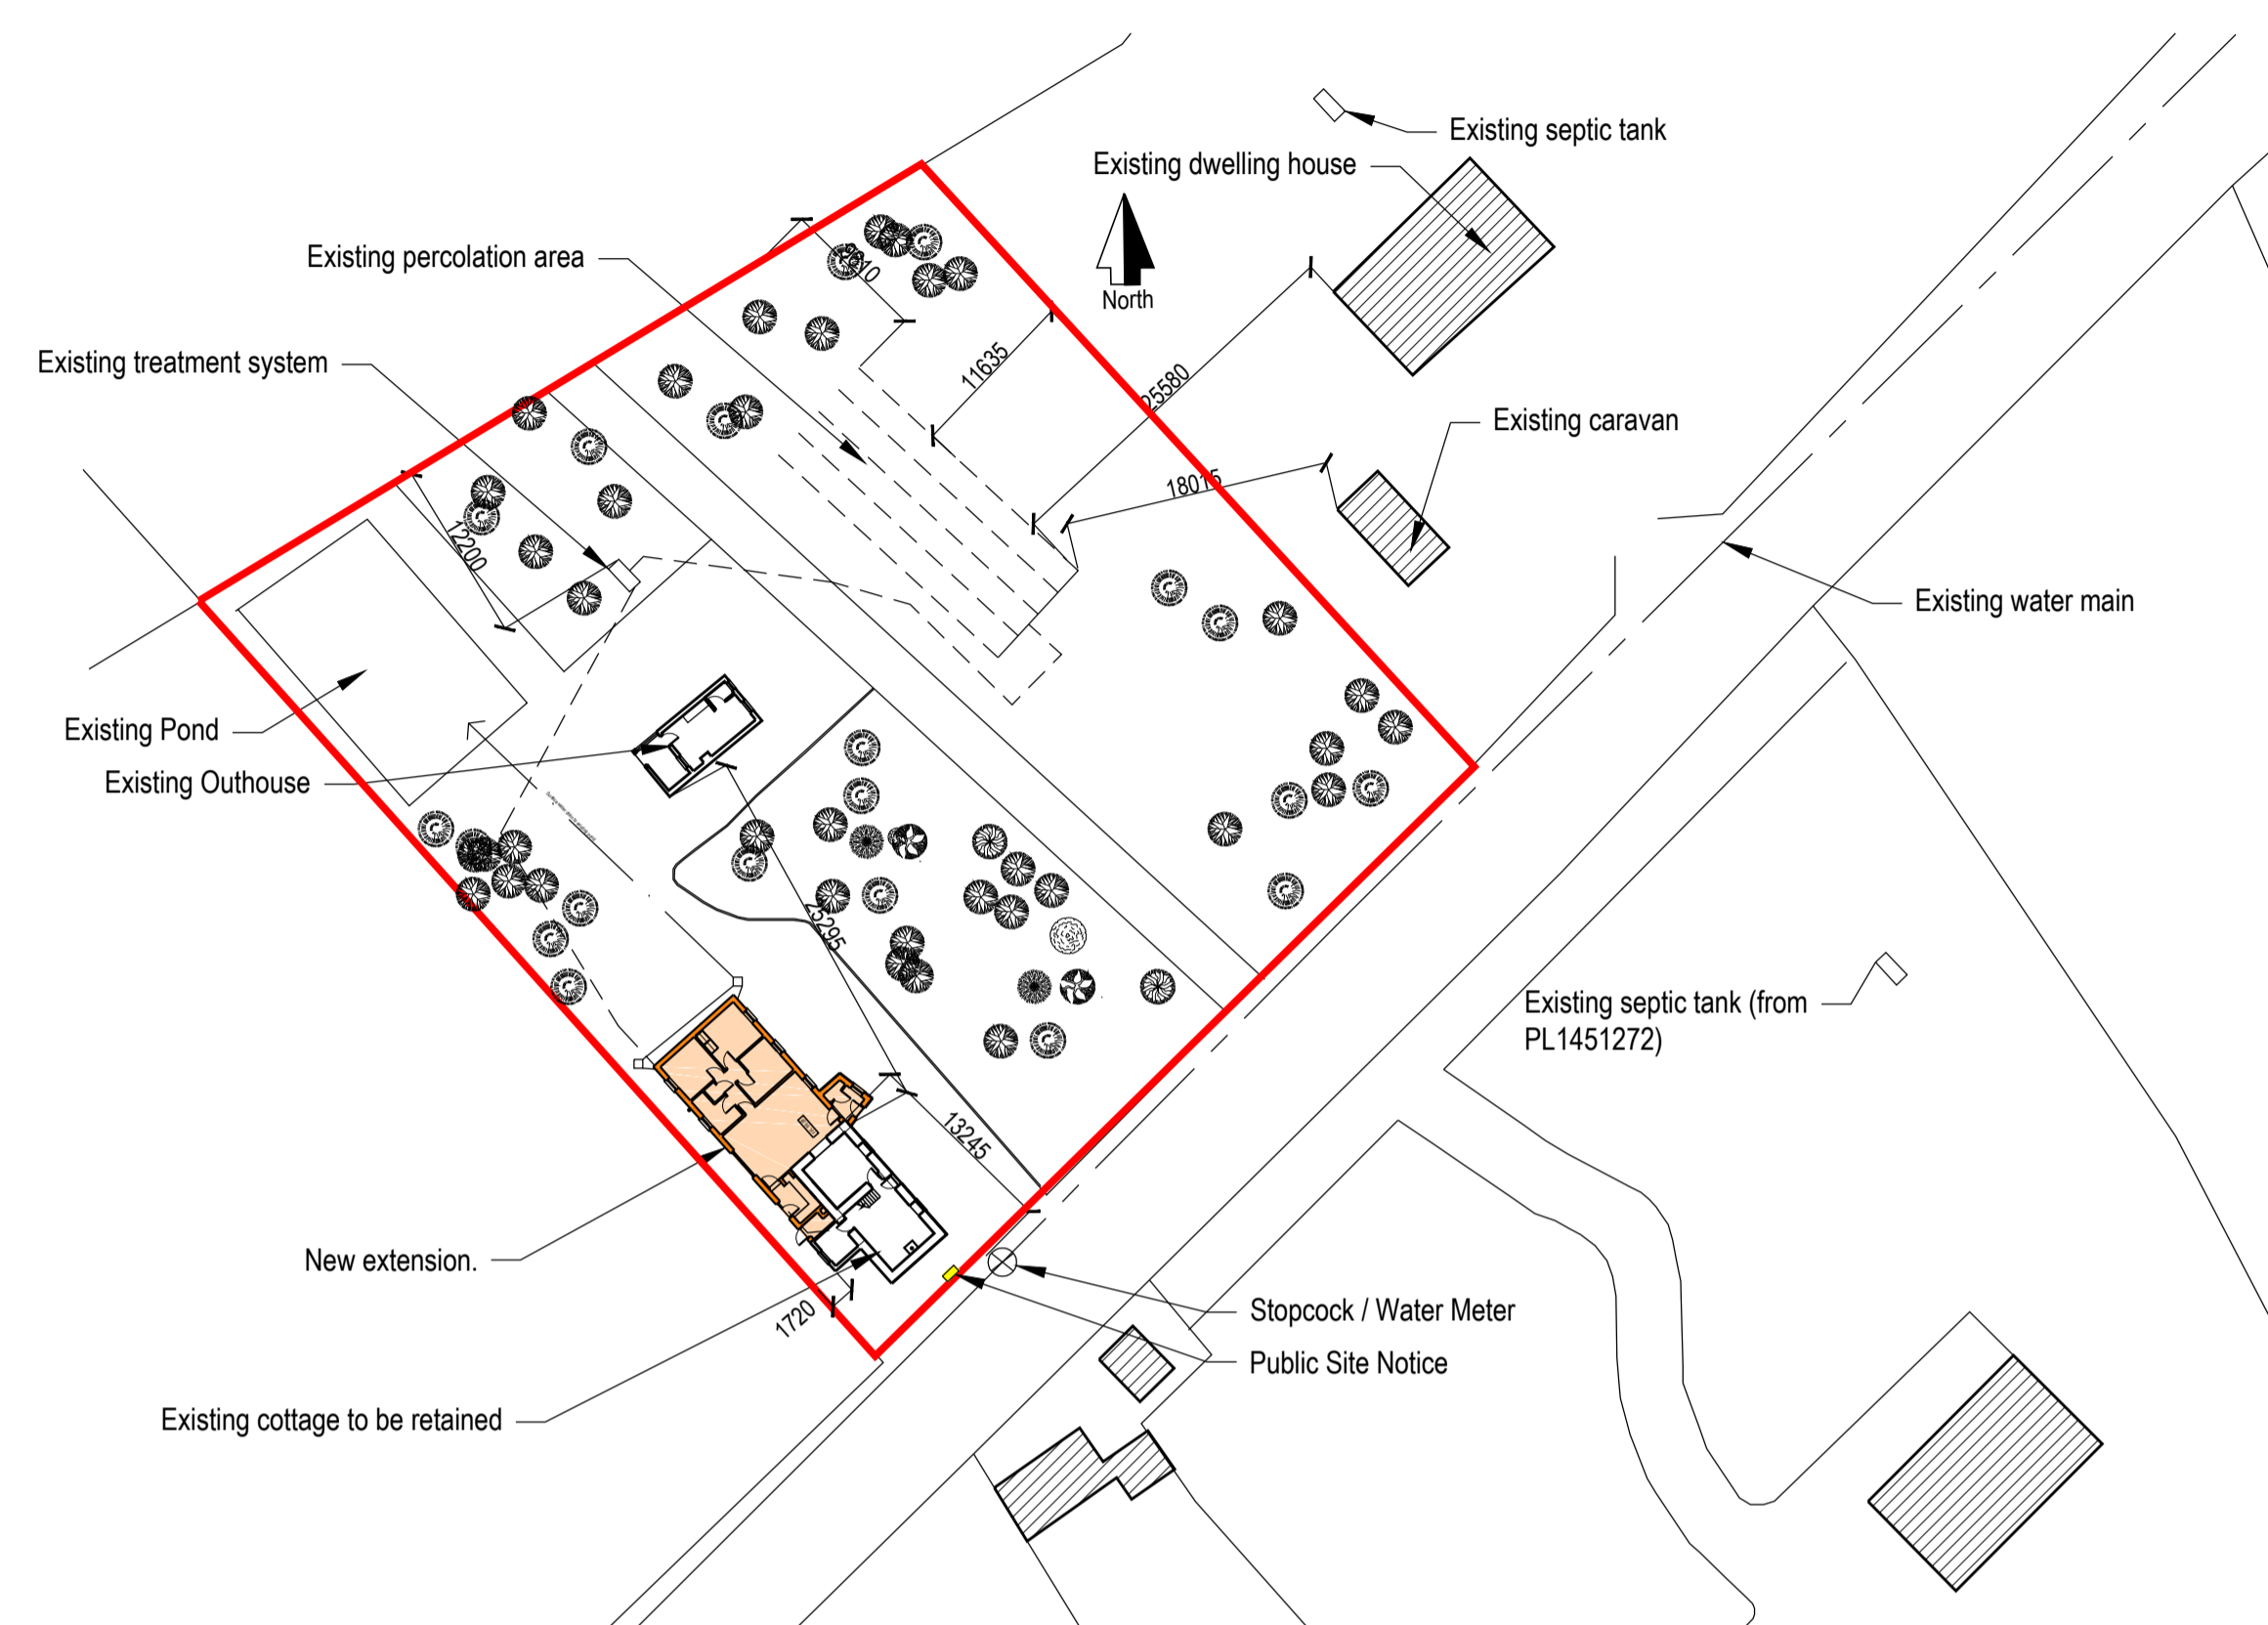 Existing septic tank
Existing dwelling house
Existing percolation area
North
11635
Existing treatment system
25580
Existing caravan
18015
12200
Existing water main
Existing Pond
Existing Outhouse
25295
Existing septic tank (from
PL1451272)
13245
New extension.
1720
Stopcock / Water Meter
Public Site Notice
Existing cottage to be retained